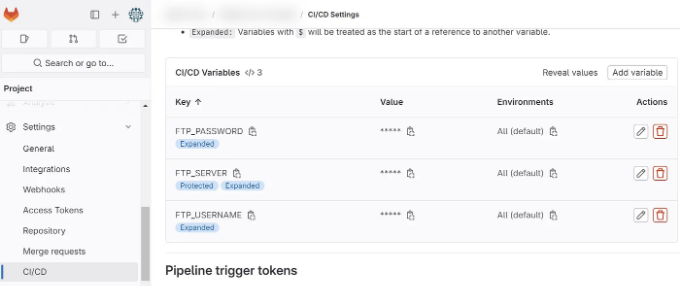 / / CI/CD Settings
• Expanded: Variables with $ will be treated as the start of a reference to another variable.
Search or go to...
Project
Settings
General
Integrations
Webhooks
Access Tokens
Repository
Merge requests
CI/CD
CI/CD Variables </> 3
Reveal values
Add variable
Key ↑ Value Environments Actions
FTP_PASSWORD ***** All (default)
Expanded
FTP_SERVER ***** All (default)
Protected Expanded
FTP_USERNAME ***** All (default)
Expanded
Pipeline trigger tokens